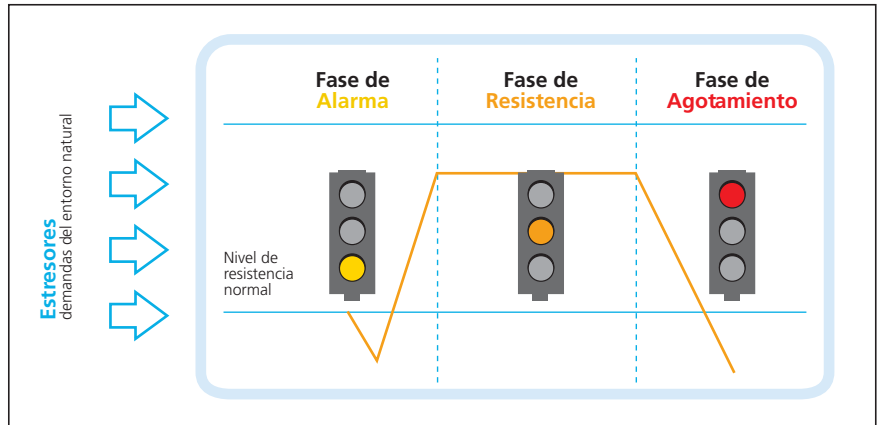 Estresores
demandas del entorno natural
Fase de
Alarma
Fase de
Resistencia
Fase de
Agotamiento
Nivel de
resistencia
normal